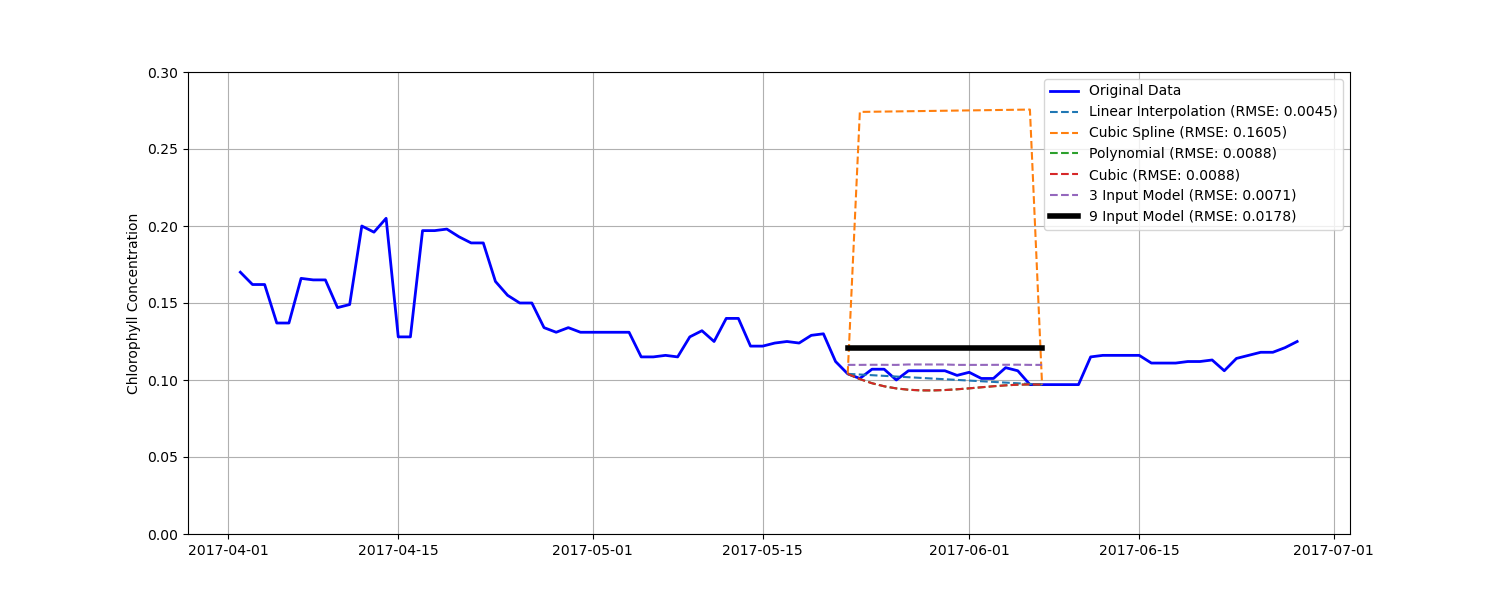 0.30
0.25
0.20
0.15
0.10
0.05
0.00
Chlorophyll Concentration
Original Data
Linear Interpolation (RMSE: 0.0045)
Cubic Spline (RMSE: 0.1605)
Polynomial (RMSE: 0.0088)
Cubic (RMSE: 0.0088)
3 Input Model (RMSE: 0.0071)
9 Input Model (RMSE: 0.0178)
2017-04-01 2017-04-15 2017-05-01 2017-05-15 2017-06-01 2017-06-15 2017-07-01